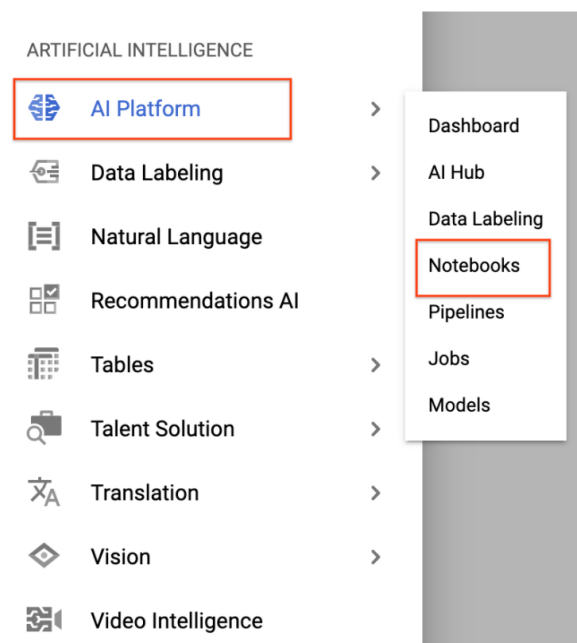 ARTIFICIAL INTELLIGENCE
AI Platform
Data Labeling
Natural Language
Recommendations AI
Tables
Talent Solution
Translation
Vision
Video Intelligence
Dashboard
AI Hub
Data Labeling
Notebooks
Pipelines
Jobs
Models